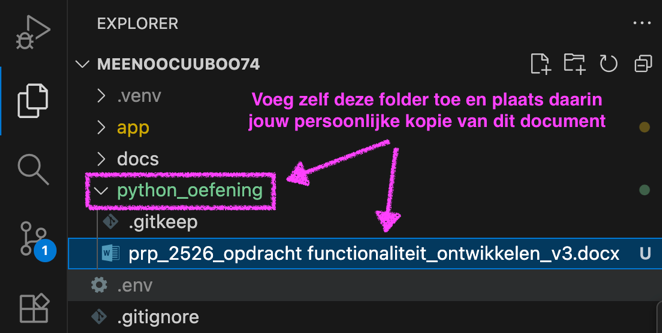 EXPLORER
MEENOOCUUBOO74
.venv
app
docs
Voeg zelf deze folder toe en plaats daarin
jouw persoonlijke kopie van dit document
python_oefening
.gitkeep
prp_2526_opdracht functionaliteit_ontwikkelen_v3.docx U
.env
.gitignore
1